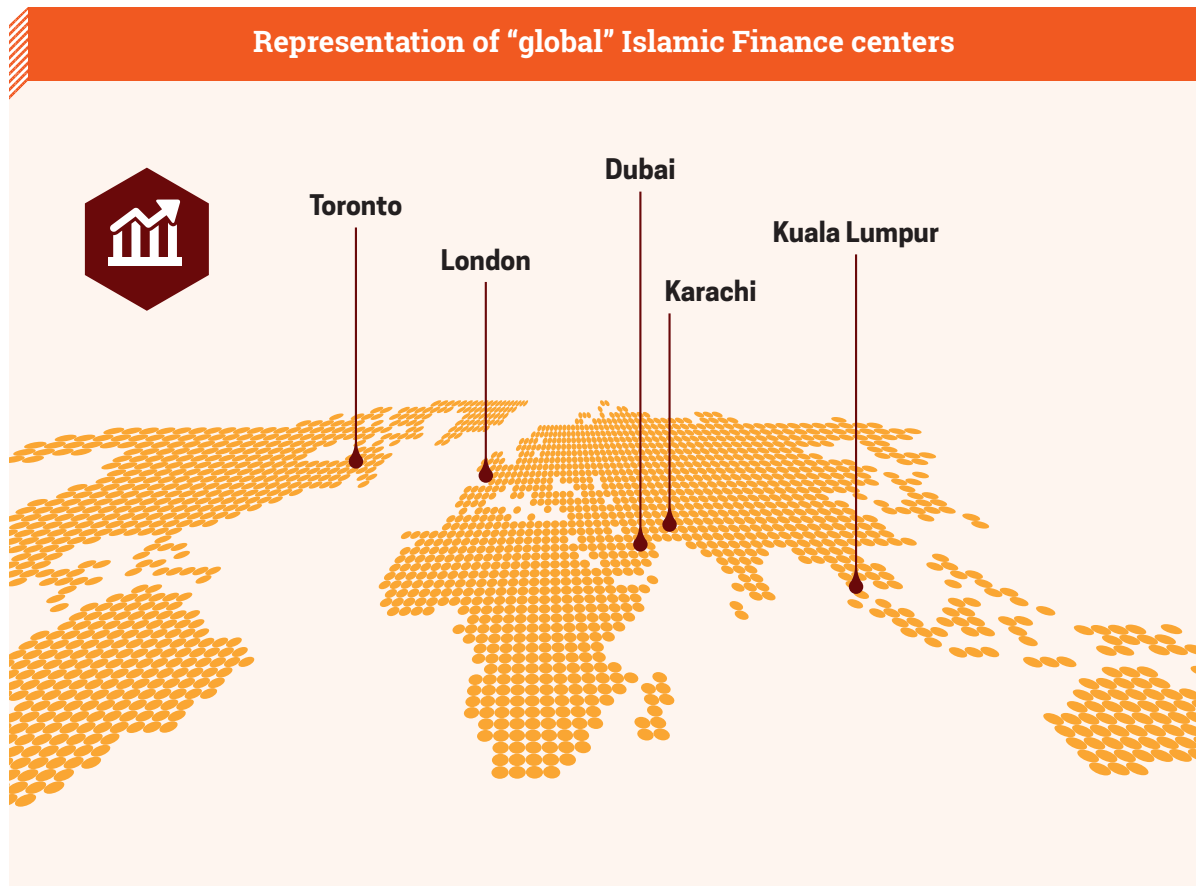 Representation of “global” Islamic Finance centers
Dubai
Toronto
Kuala Lumpur
London
Karachi